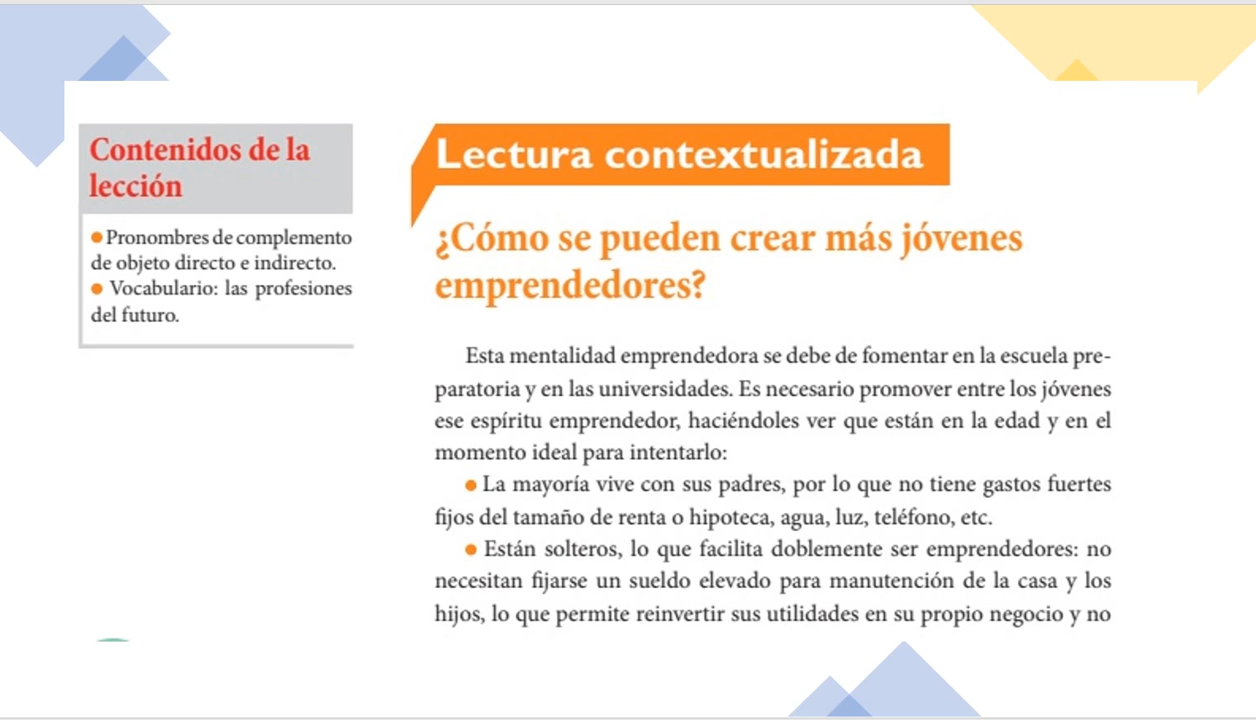 Contenidos de la
lección
● Pronombres de complemento
de objeto directo e indirecto.
● Vocabulario: las profesiones
del futuro.
Lectura contextualizada
¿Cómo se pueden crear más jóvenes
emprendedores?
Esta mentalidad emprendedora se debe de fomentar en la escuela pre-
paratoria y en las universidades. Es necesario promover entre los jóvenes
ese espíritu emprendedor, haciéndoles ver que están en la edad y en el
momento ideal para intentarlo:
● La mayoría vive con sus padres, por lo que no tiene gastos fuertes
fijos del tamaño de renta o hipoteca, agua, luz, teléfono, etc.
● Están solteros, lo que facilita doblemente ser emprendedores: no
necesitan fijarse un sueldo elevado para manutención de la casa y los
hijos, lo que permite reinvertir sus utilidades en su propio negocio y no